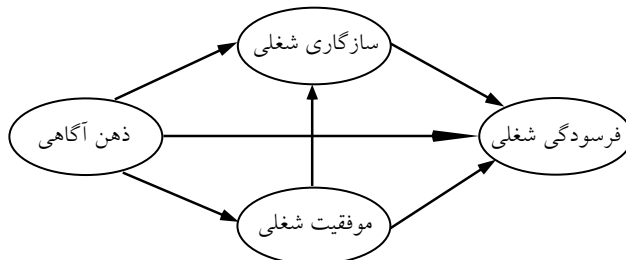 سازگاری شغلی
ذهن آگاهی
فرسودگی شغلی
موفقیت شغلی